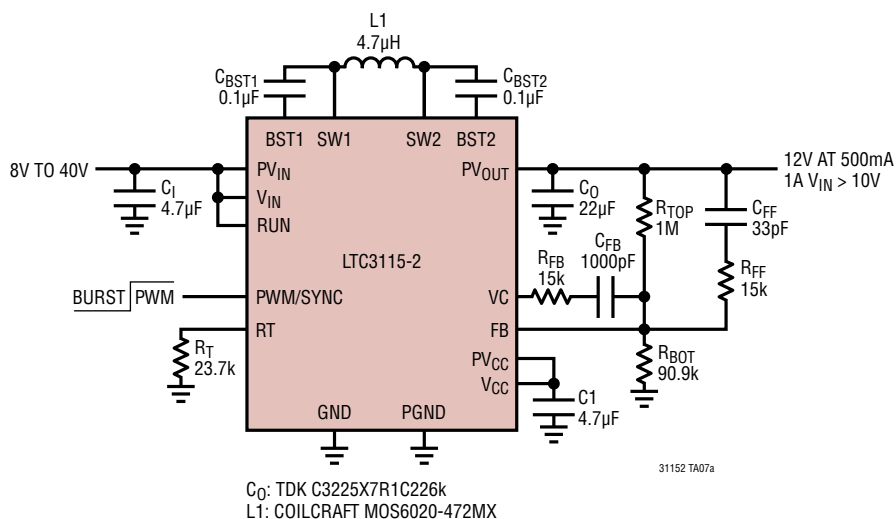 L1
4.7µH
CBST1
0.1µF
CBST2
0.1µF
BST1 SW1 SW2 BST2
8V TO 40V
PVIN
PVOUT
12V AT 500mA
1A VIN > 10V
CI
4.7µF
VIN
RUN
CO
22µF
RTOP
1M
CFF
33pF
LTC3115-2
RFB
15k
CFB
1000pF
RFF
15k
BURST PWM
PWM/SYNC
VC
RT
FB
RT
23.7k
PVCC
VCC
RBOT
90.9k
C1
4.7µF
GND PGND
31152 TA07a
CO: TDK C3225X7R1C226k
L1: COILCRAFT MOS6020-472MX